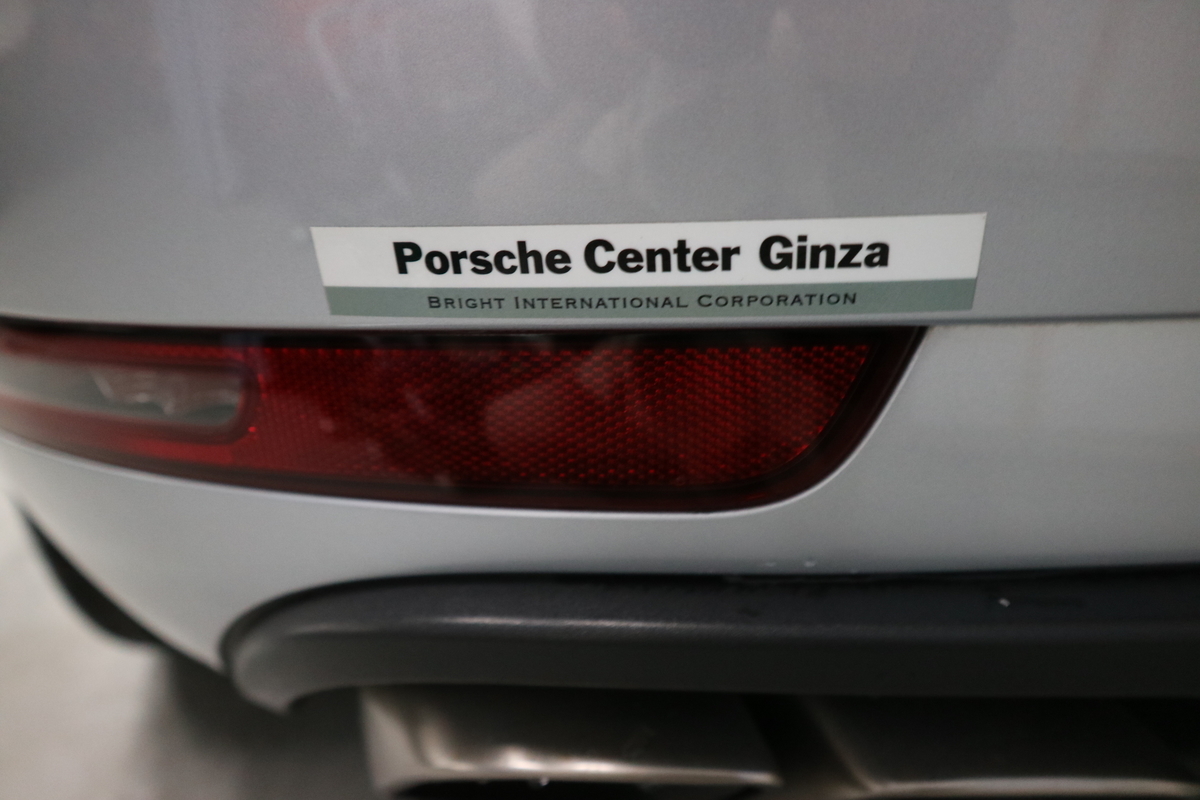 Porsche Center Ginza
BRIGHT INTERNATIONAL CORPORATION